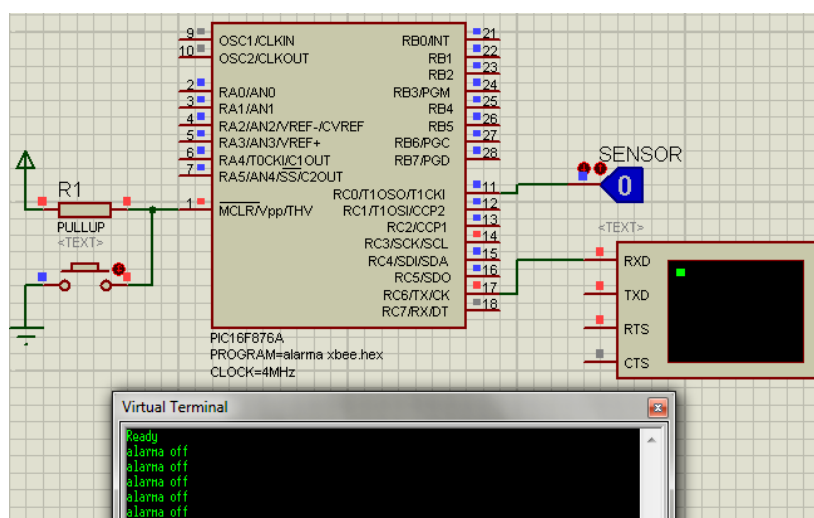 9
10
2
3
4
5
6
7
1
OSC1/CLKIN
OSC2/CLKOUT
RA0/AN0
RA1/AN1
RA2/AN2/VREF-/CVREF
RA3/AN3/VREF+
RA4/T0CKI/C1OUT
RA5/AN4/SS/C2OUT
MCLR/Vpp/THV
RB0/INT
RB1
RB2
RB3/PGM
RB4
RB5
RB6/PGC
RB7/PGD
RC0/T1OSO/T1CKI
RC1/T1OSI/CCP2
RC2/CCP1
RC3/SCK/SCL
RC4/SDI/SDA
RC5/SDO
RC6/TX/CK
RC7/RX/DT
21
22
23
24
25
26
27
28
11
12
13
14
15
16
17
18
R1
PULLUP
<TEXT>
SENSOR
0
<TEXT>
RXD
TXD
RTS
CTS
PIC16F876A
PROGRAM=alarma xbee.hex
CLOCK=4MHz
Virtual Terminal
Ready
alarma off
alarma off
alarma off
alarma off
alarma off